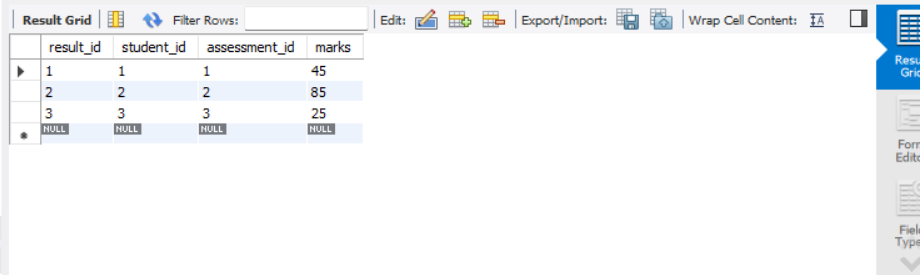 Result Grid Filter Rows: Edit: Export/Import: Wrap Cell Content: IA
result_id student_id assessment_id marks
1 1 1 45
2 2 2 85
3 3 3 25
NULL NULL NULL NULL
Resu
Grid
Form
Edito
Field
Type